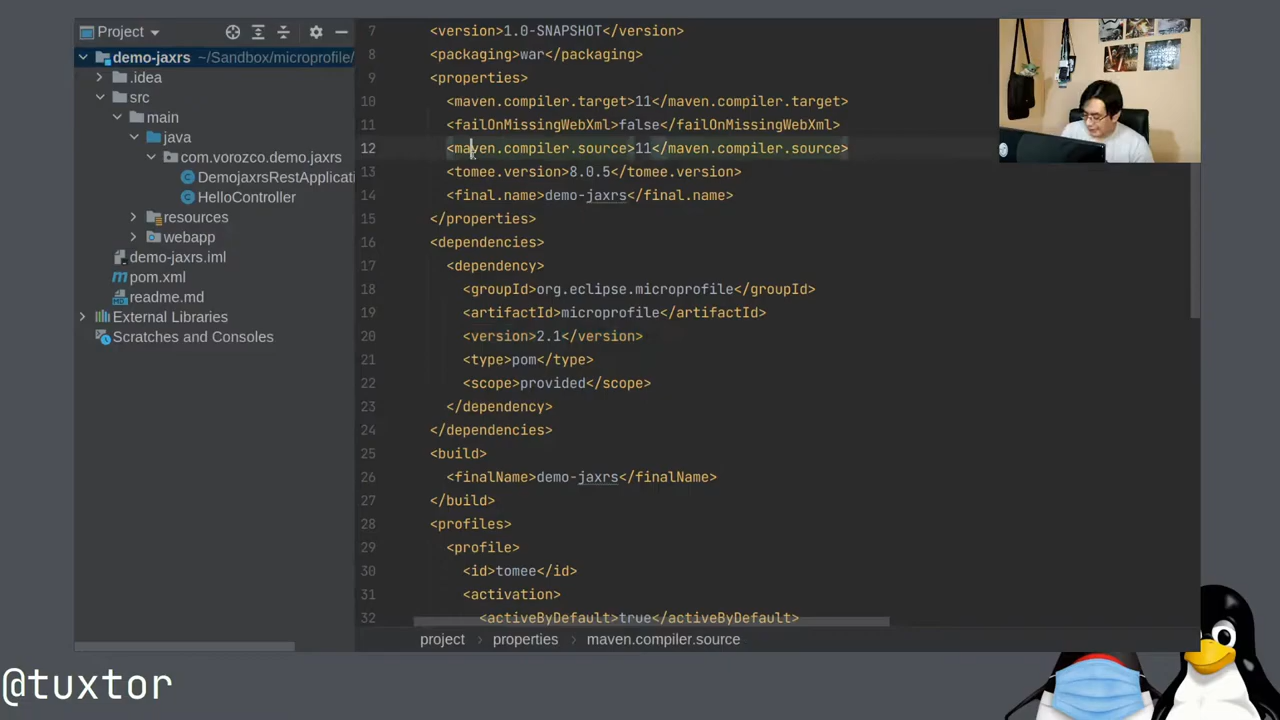 Project
demo-jaxrs ~/Sandbox/microprofile/
.idea
src
main
java
com.vorozco.demo.jaxrs
DemojaxrsRestApplicati
HelloController
resources
webapp
demo-jaxrs.iml
pom.xml
readme.md
External Libraries
Scratches and Consoles
7 <version>1.0-SNAPSHOT</version>
8 <packaging>war</packaging>
9 <properties>
10 <maven.compiler.target>11</maven.compiler.target>
11 <failOnMissingWebXml>false</failOnMissingWebXml>
12 <maven.compiler.source>11</maven.compiler.source>
13 <tomee.version>8.0.5</tomee.version>
14 <final.name>demo-jaxrs</final.name>
15 </properties>
16 <dependencies>
17 <dependency>
18 <groupId>org.eclipse.microprofile</groupId>
19 <artifactId>microprofile</artifactId>
20 <version>2.1</version>
21 <type>pom</type>
22 <scope>provided</scope>
23 </dependency>
24 </dependencies>
25 <build>
26 <finalName>demo-jaxrs</finalName>
27 </build>
28 <profiles>
29 <profile>
30 <id>tomee</id>
31 <activation>
32 <activeByDefault>true</activeByDefault>
project > properties > maven.compiler.source
@tuxtor